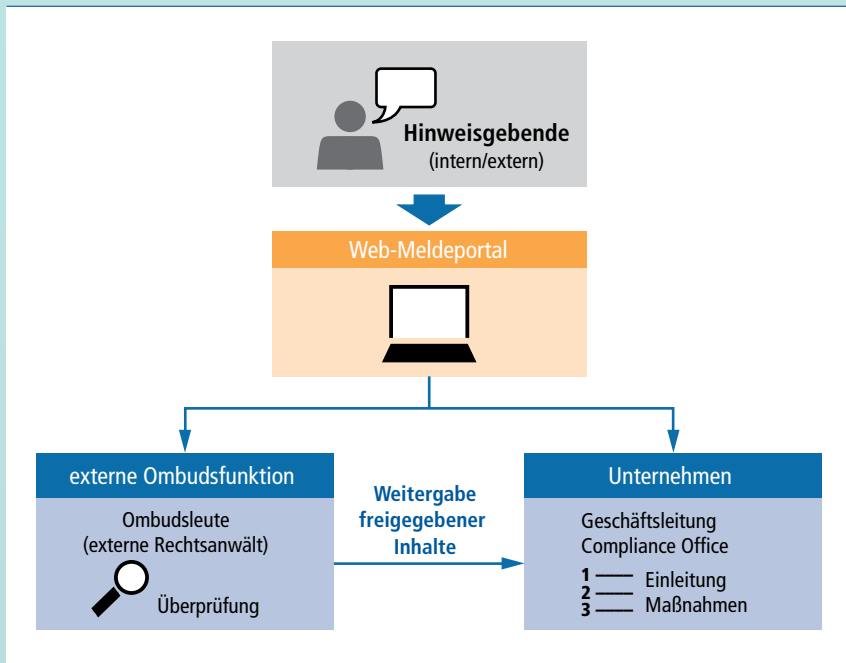 Hinweisgebende
(intern/extern)
Web-Meldeportal
externe Ombudsfunktion
Ombudsleute
(externe Rechtsanwält)
Überprüfung
Weitergabe
freigegebener
Inhalte
Unternehmen
Geschäftsleitung
Compliance Office
1
2
3
Einleitung
Maßnahmen